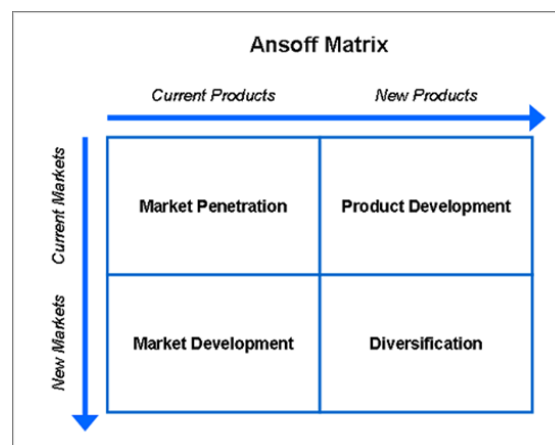 Ansoff Matrix
Current Products
New Products
Current Markets
Market Penetration
Product Development
New Markets
Market Development
Diversification